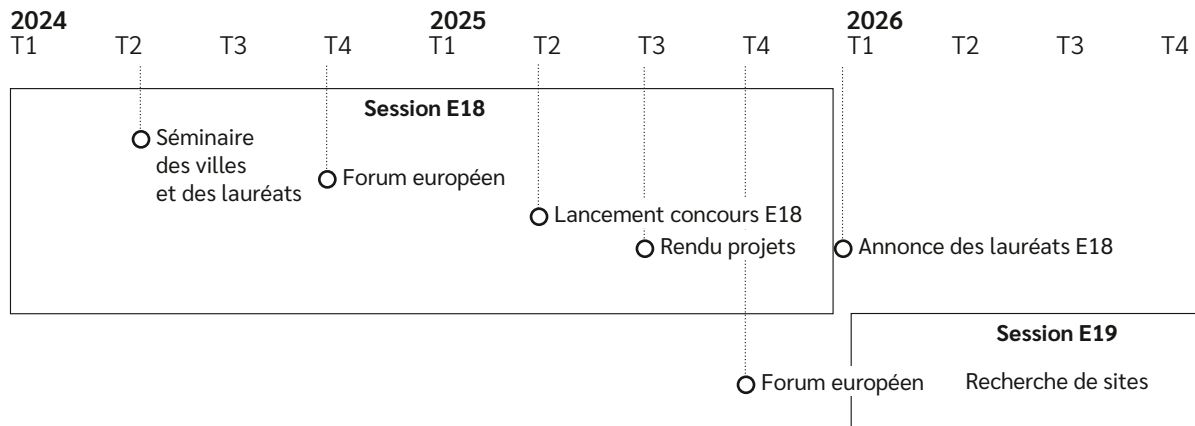 2024 2025 2026
T1 T2 T3 T4 T1 T2 T3 T4 T1 T2 T3 T4
Session E18
Séminaire
des villes
et des lauréats
Forum européen
Lancement concours E18
Rendu projets
Annonce des lauréats E18
Session E19
Forum européen
Recherche de sites